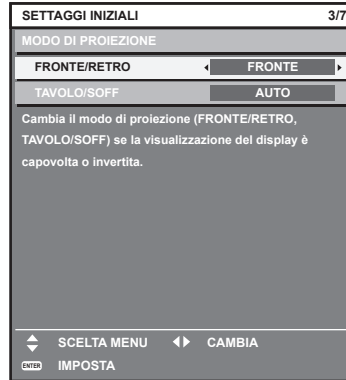 SETTAGGI INIZIALI 3/7
MODO DI PROIEZIONE
FRONTE/RETRO FRONTE
TAVOLO/SOFF AUTO
Cambia il modo di proiezione (FRONTE/RETRO,
TAVOLO/SOFF) se la visualizzazione del display è
capovolta o invertita.
SCELTA MENU CAMBIA
ENTER IMPOSTA